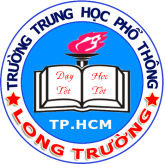 TRƯỜNG TRUNG HỌC PHỔ THÔNG
Dạy Học
Tốt Tốt
TP.HCM
★ LONG TRƯỜNG ★